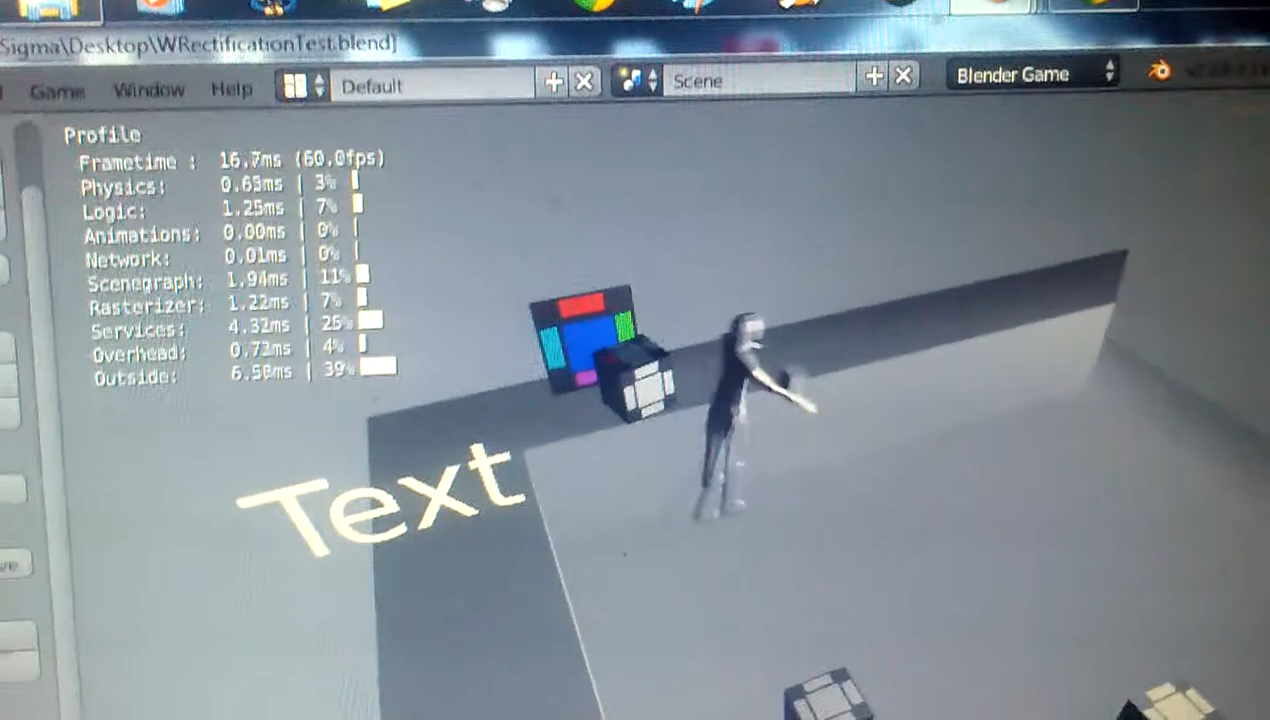 Sigma\Desktop\WRectificationTest.blend]
Game Window Help Default Scene Blender Game
Profile
Frametime : 16.7ms (60.0fps)
Physics: 0.65ms | 3%
Logic: 1.25ms | 7%
Animations: 0.00ms | 0%
Network: 0.01ms | 0%
Scenegraph: 1.94ms | 11%
Rasterizer: 1.22ms | 7%
Services: 4.32ms | 25%
Overhead: 0.72ms | 4%
Outside: 6.50ms | 39%
Text